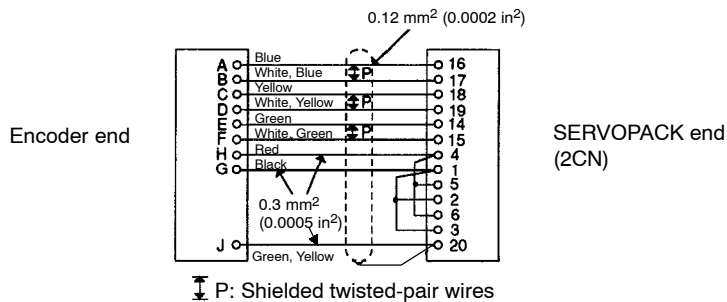 0.12 mm² (0.0002 in²)
A Blue 16
B White, Blue P 17
C Yellow 18
D White, Yellow P 19
E Green 14
F White, Green P 15
H Red 4
G Black 1
5
2
6
3
0.3 mm²
(0.0005 in²)
J Green, Yellow 20
Encoder end
SERVOPACK end
(2CN)
P: Shielded twisted-pair wires